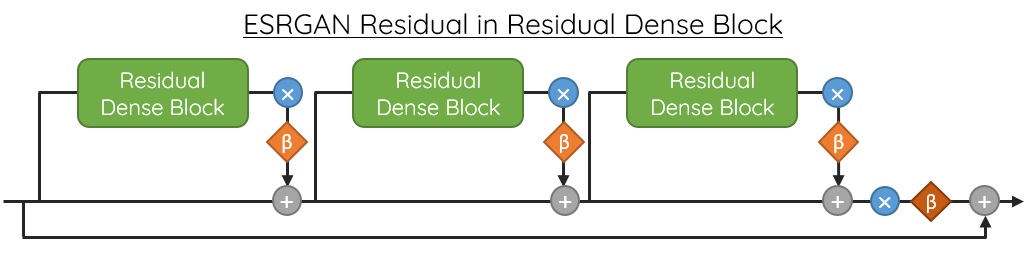 ESRGAN Residual in Residual Dense Block
Residual
Dense Block
×
Residual
Dense Block
×
Residual
Dense Block
×
β
β
β
+
+
+
×
β
+